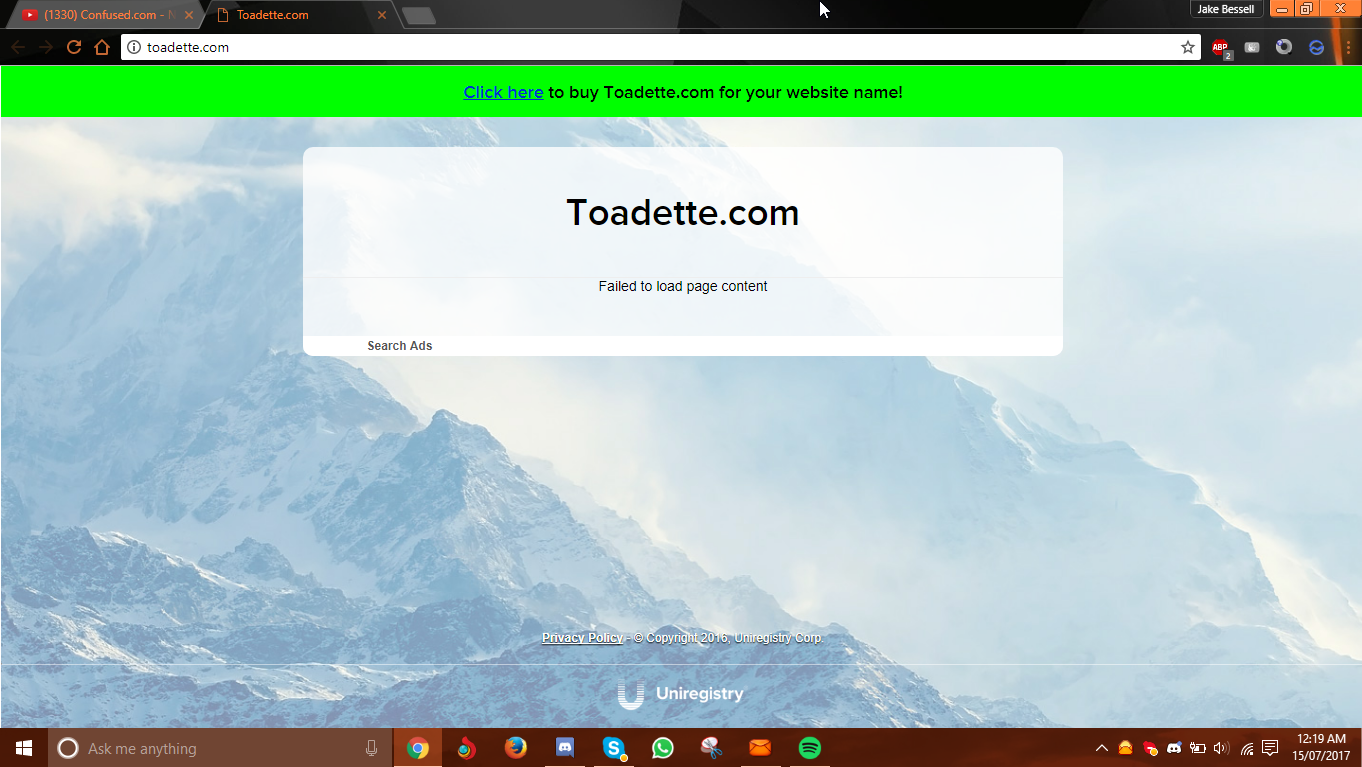 (1330) Confused.com - N
Toadette.com
Jake Bessell
toadette.com
ABP
2
Click here to buy Toadette.com for your website name!
Toadette.com
Failed to load page content
Search Ads
Privacy Policy - © Copyright 2016, Uniregistry Corp.
Uniregistry
Ask me anything
12:19 AM
15/07/2017